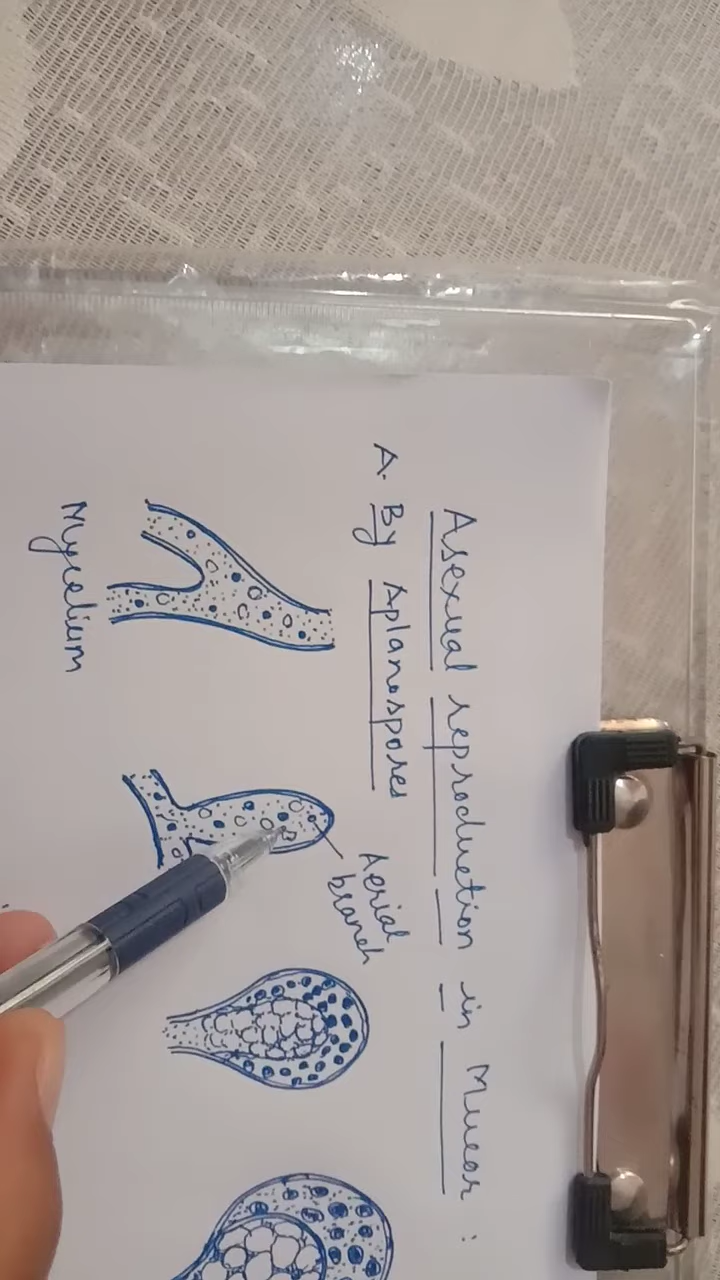 Asexual reproduction in Mucor :
A. By Aplanospores
Aerial
branch
Mycelium